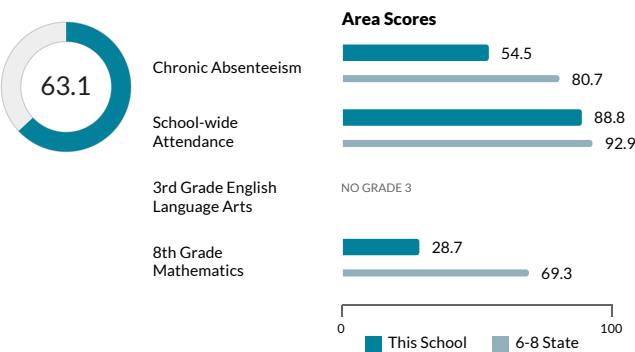 Area Scores
63.1
Chronic Absenteeism
54.5
80.7
School-wide
Attendance
88.8
92.9
3rd Grade English
Language Arts
NO GRADE 3
8th Grade
Mathematics
28.7
69.3
0
100
This School
6-8 State